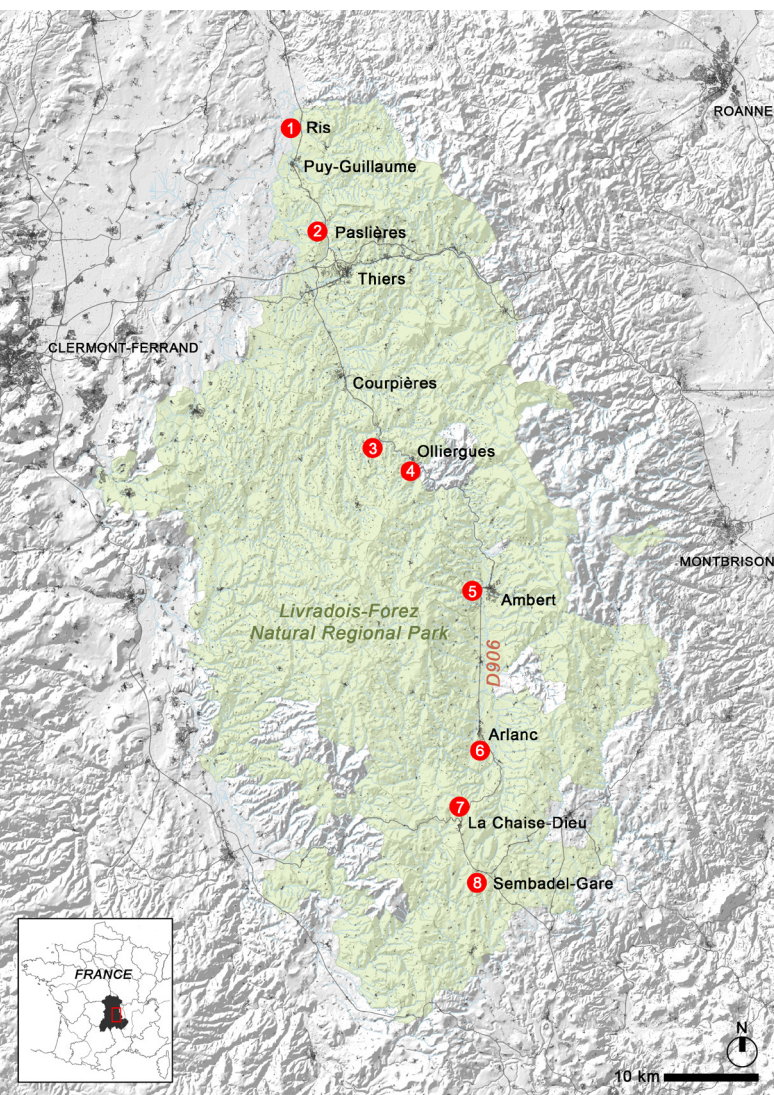 ROANNE
1 Ris
Puy-Guillaume
2 Paslières
Thiers
CLERMONT-FERRAND
Courpières
3
Olliergues
4
MONTBRISON
5
Ambert
Livradois-Forez
Natural Regional Park
D906
Arlanc
6
7
La Chaise-Dieu
8 Sembadel-Gare
FRANCE
N
10 km